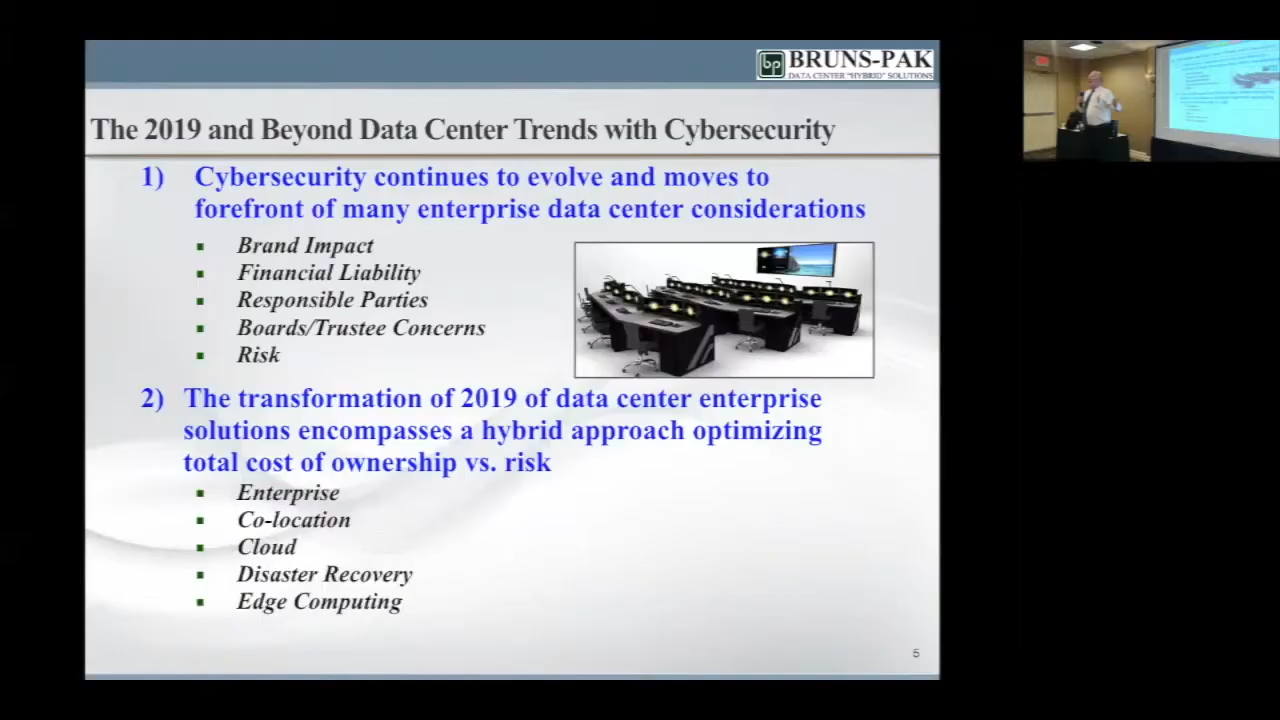 BRUNS-PAK
DATA CENTER "HYBRID" SOLUTIONS
The 2019 and Beyond Data Center Trends with Cybersecurity
1) Cybersecurity continues to evolve and moves to
forefront of many enterprise data center considerations
▪ Brand Impact
▪ Financial Liability
▪ Responsible Parties
▪ Boards/Trustee Concerns
▪ Risk
2) The transformation of 2019 of data center enterprise
solutions encompasses a hybrid approach optimizing
total cost of ownership vs. risk
▪ Enterprise
▪ Co-location
▪ Cloud
▪ Disaster Recovery
▪ Edge Computing
5
bp